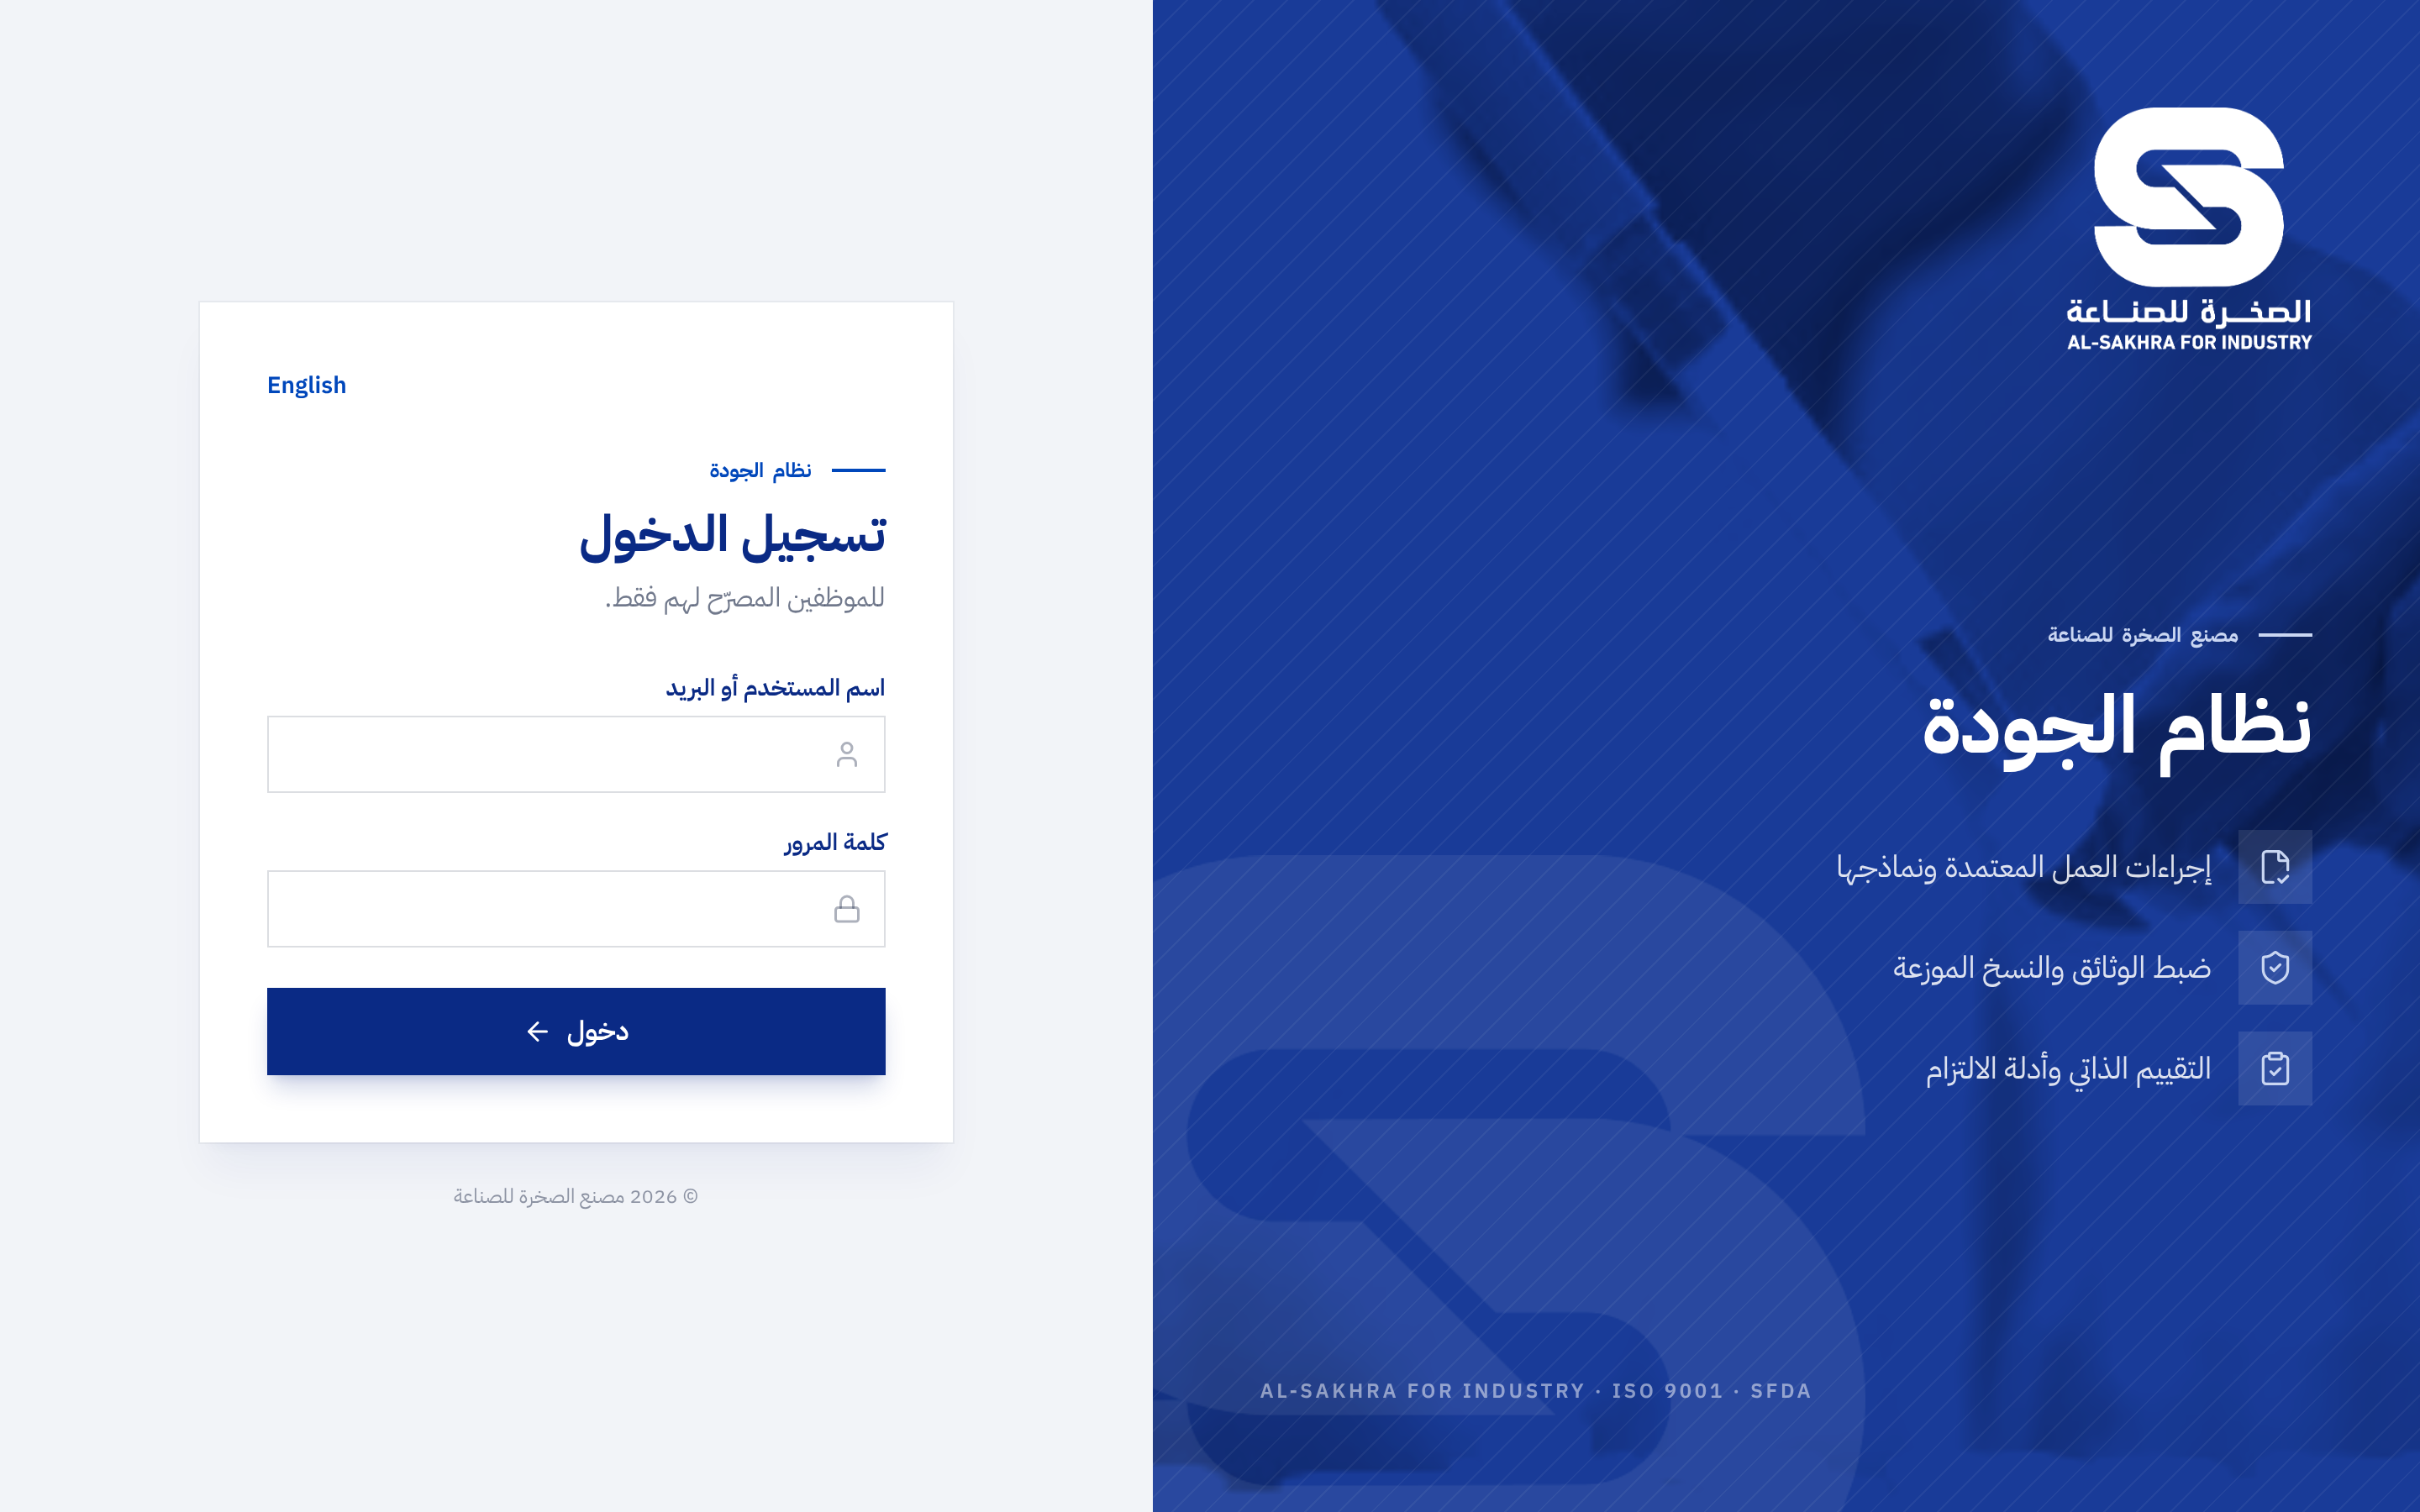 الصخرة للصناعة
AL-SAKHRA FOR INDUSTRY
مصنع الصخرة للصناعة
نظام الجودة
إجراءات العمل المعتمدة ونماذجها
ضبط الوثائق والنسخ الموزعة
التقييم الذاتي وأدلة الالتزام
AL-SAKHRA FOR INDUSTRY · ISO 9001 · SFDA
English
نظام الجودة
تسجيل الدخول
للموظفين المصرّح لهم فقط.
اسم المستخدم أو البريد
كلمة المرور
دخول
© 2026 مصنع الصخرة للصناعة